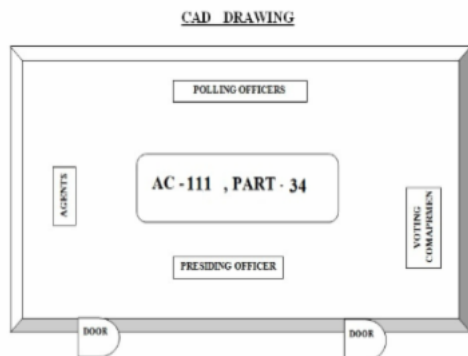 CAD DRAWING
POLLING OFFICERS
AGENTS
AC -111 , PART - 34
VOTING
COMAPRMEN
PRESIDING OFFICER
DOOR
DOOR